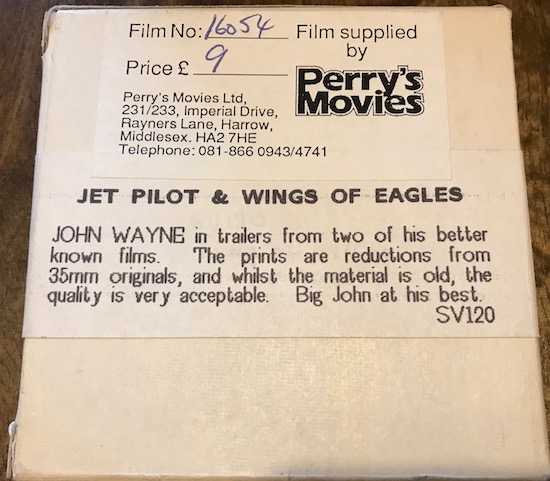 Film No: 16054 Film supplied
by
Price £ 9
Perry's
Movies
Perry's Movies Ltd,
231/233, Imperial Drive,
Rayners Lane, Harrow,
Middlesex. HA2 7HE
Telephone: 081-866 0943/4741
JET PILOT & WINGS OF EAGLES
JOHN WAYNE in trailers from two of his better
known films. The prints are reductions from
35mm originals, and whilst the material is old, the
quality is very acceptable. Big John at his best.
SV120